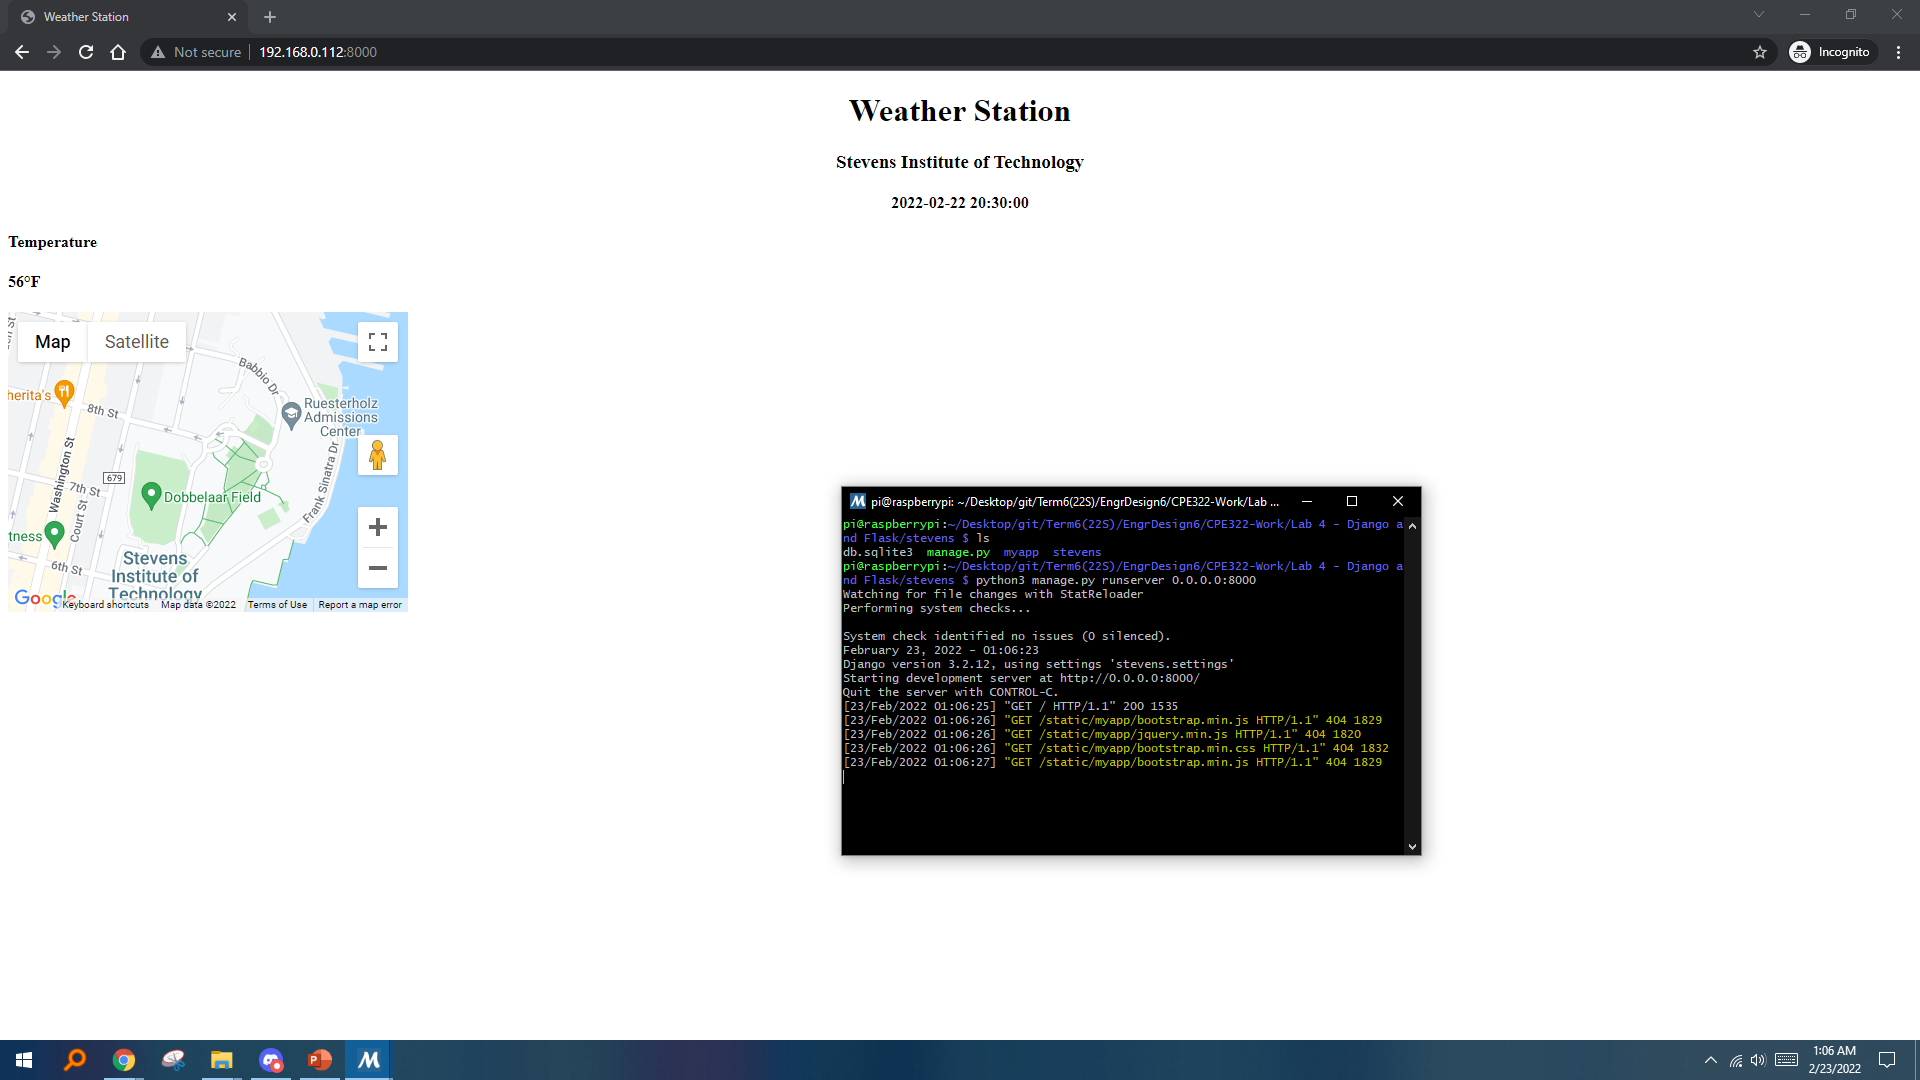 Weather Station
Not secure
192.168.0.112:8000
Incognito
Weather Station
Stevens Institute of Technology
2022-02-22 20:30:00
Temperature
56°F
Map
Satellite
Babbio Dr
Ruesterholz
Admissions
Center
herita's
8th St
Washington St
679
7th St
Court St
Dobbelaar Field
Frank Sinatra Dr
tness
Stevens
Institute of
Technology
6th St
Google
Keyboard shortcuts
Map data ©2022
Terms of Use
Report a map error
pi@raspberrypi: ~/Desktop/git/Term6(22S)/EngrDesign6/CPE322-Work/Lab ...
pi@raspberrypi:~/Desktop/git/Term6(22S)/EngrDesign6/CPE322-Work/Lab 4 - Django a
nd Flask/stevens $ ls
db.sqlite3 manage.py myapp stevens
pi@raspberrypi:~/Desktop/git/Term6(22S)/EngrDesign6/CPE322-Work/Lab 4 - Django a
nd Flask/stevens $ python3 manage.py runserver 0.0.0.0:8000
Watching for file changes with StatReloader
Performing system checks...
System check identified no issues (0 silenced).
February 23, 2022 - 01:06:23
Django version 3.2.12, using settings 'stevens.settings'
Starting development server at http://0.0.0.0:8000/
Quit the server with CONTROL-C.
[23/Feb/2022 01:06:25] "GET / HTTP/1.1" 200 1535
[23/Feb/2022 01:06:26] "GET /static/myapp/bootstrap.min.js HTTP/1.1" 404 1829
[23/Feb/2022 01:06:26] "GET /static/myapp/jquery.min.js HTTP/1.1" 404 1820
[23/Feb/2022 01:06:26] "GET /static/myapp/bootstrap.min.css HTTP/1.1" 404 1832
[23/Feb/2022 01:06:27] "GET /static/myapp/bootstrap.min.js HTTP/1.1" 404 1829
1:06 AM
2/23/2022